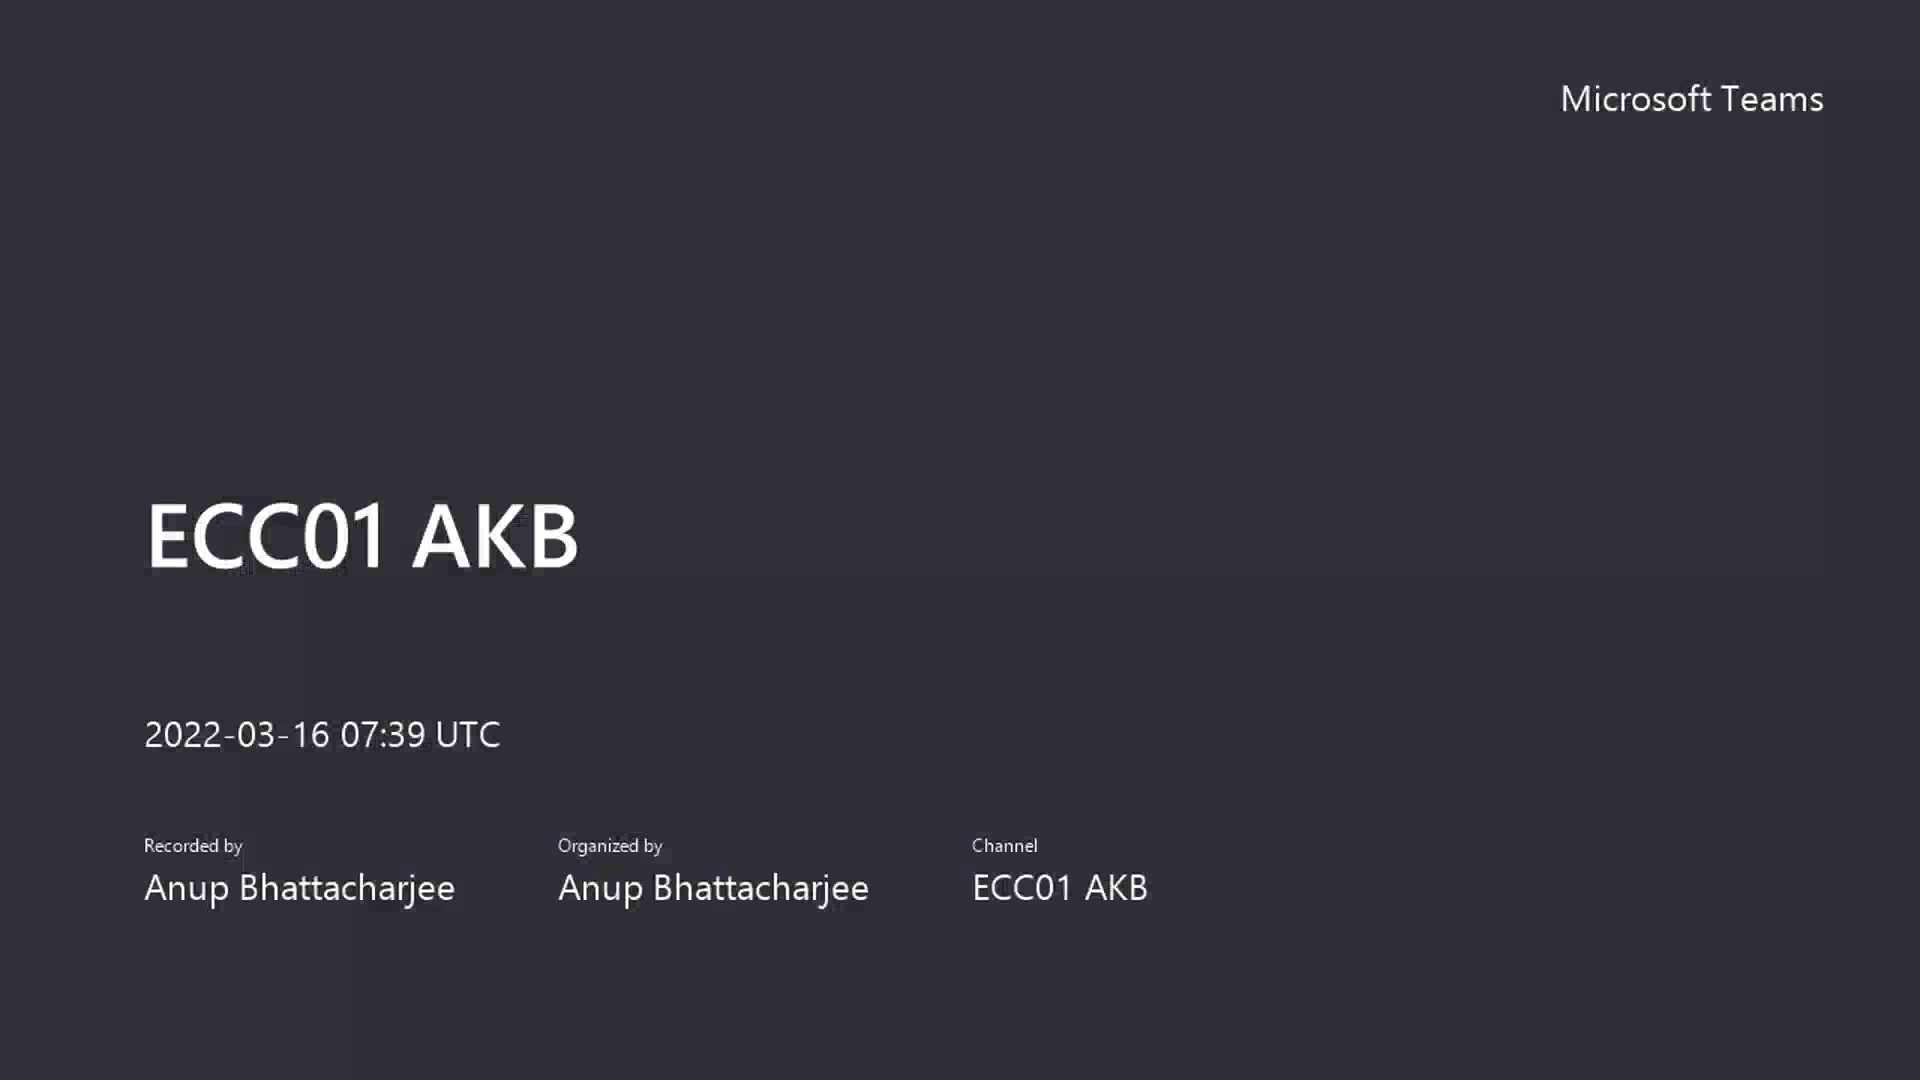 Microsoft Teams
ECC01 AKB
2022-03-16 07:39 UTC
Recorded by
Anup Bhattacharjee
Organized by
Anup Bhattacharjee
Channel
ECC01 AKB